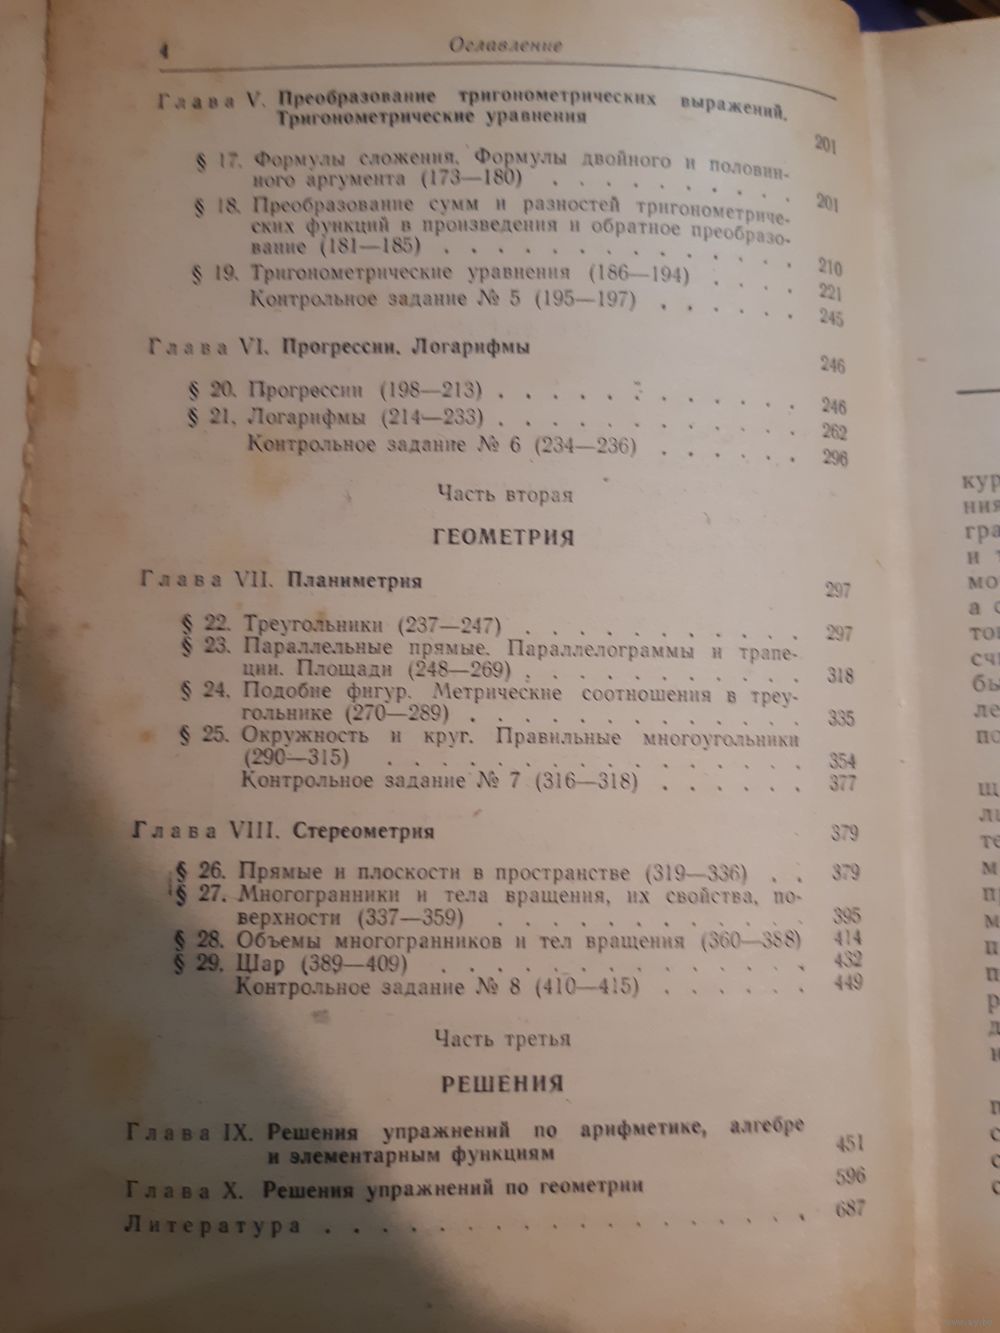 4
Оглавление
Глава V. Преобразование тригонометрических выражений.
Тригонометрические уравнения 201
§ 17. Формулы сложения. Формулы двойного и половин-
ного аргумента (173—180) . . . . . . . . . . 201
§ 18. Преобразование сумм и разностей тригонометриче-
ских функций в произведения и обратное преобразо-
вание (181—185) . . . . . . . . . . . . . . 210
§ 19. Тригонометрические уравнения (186—194) . . . . 221
Контрольное задание № 5 (195—197) . . . . . . 245
Глава VI. Прогрессии. Логарифмы 246
§ 20. Прогрессии (198—213) . . . . . . . . . . . . 246
§ 21. Логарифмы (214—233) . . . . . . . . . . . . 262
Контрольное задание № 6 (234—236) . . . . . . 296
Часть вторая
ГЕОМЕТРИЯ
Глава VII. Планиметрия 297
§ 22. Треугольники (237—247) . . . . . . . . . . . 297
§ 23. Параллельные прямые. Параллелограммы и трапе-
ции. Площади (248—269) . . . . . . . . . . . 318
§ 24. Подобие фигур. Метрические соотношения в треу-
гольнике (270—289) . . . . . . . . . . . . . 335
§ 25. Окружность и круг. Правильные многоугольники
(290—315) . . . . . . . . . . . . . . . . 354
Контрольное задание № 7 (316—318) . . . . . . 377
Глава VIII. Стереометрия 379
§ 26. Прямые и плоскости в пространстве (319—336) . . 379
§ 27. Многогранники и тела вращения, их свойства, по-
верхности (337—359) . . . . . . . . . . . . 395
§ 28. Объемы многогранников и тел вращения (360—388) 414
§ 29. Шар (389—409) . . . . . . . . . . . . . . 432
Контрольное задание № 8 (410—415) . . . . . . 449
Часть третья
РЕШЕНИЯ
Глава IX. Решения упражнений по арифметике, алгебре
и элементарным функциям 451
Глава X. Решения упражнений по геометрии 596
Литература . . . . . . . . . . . . . . . . . 687
кур
ния
гра
и
мо
а